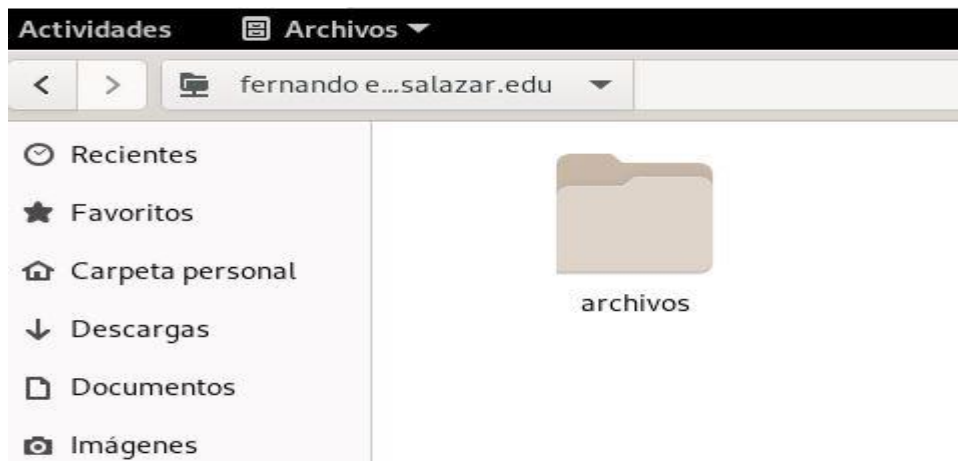 Actividades Archivos
fernando e...salazar.edu
Recientes
Favoritos
Carpeta personal
Descargas
Documentos
Imágenes
archivos